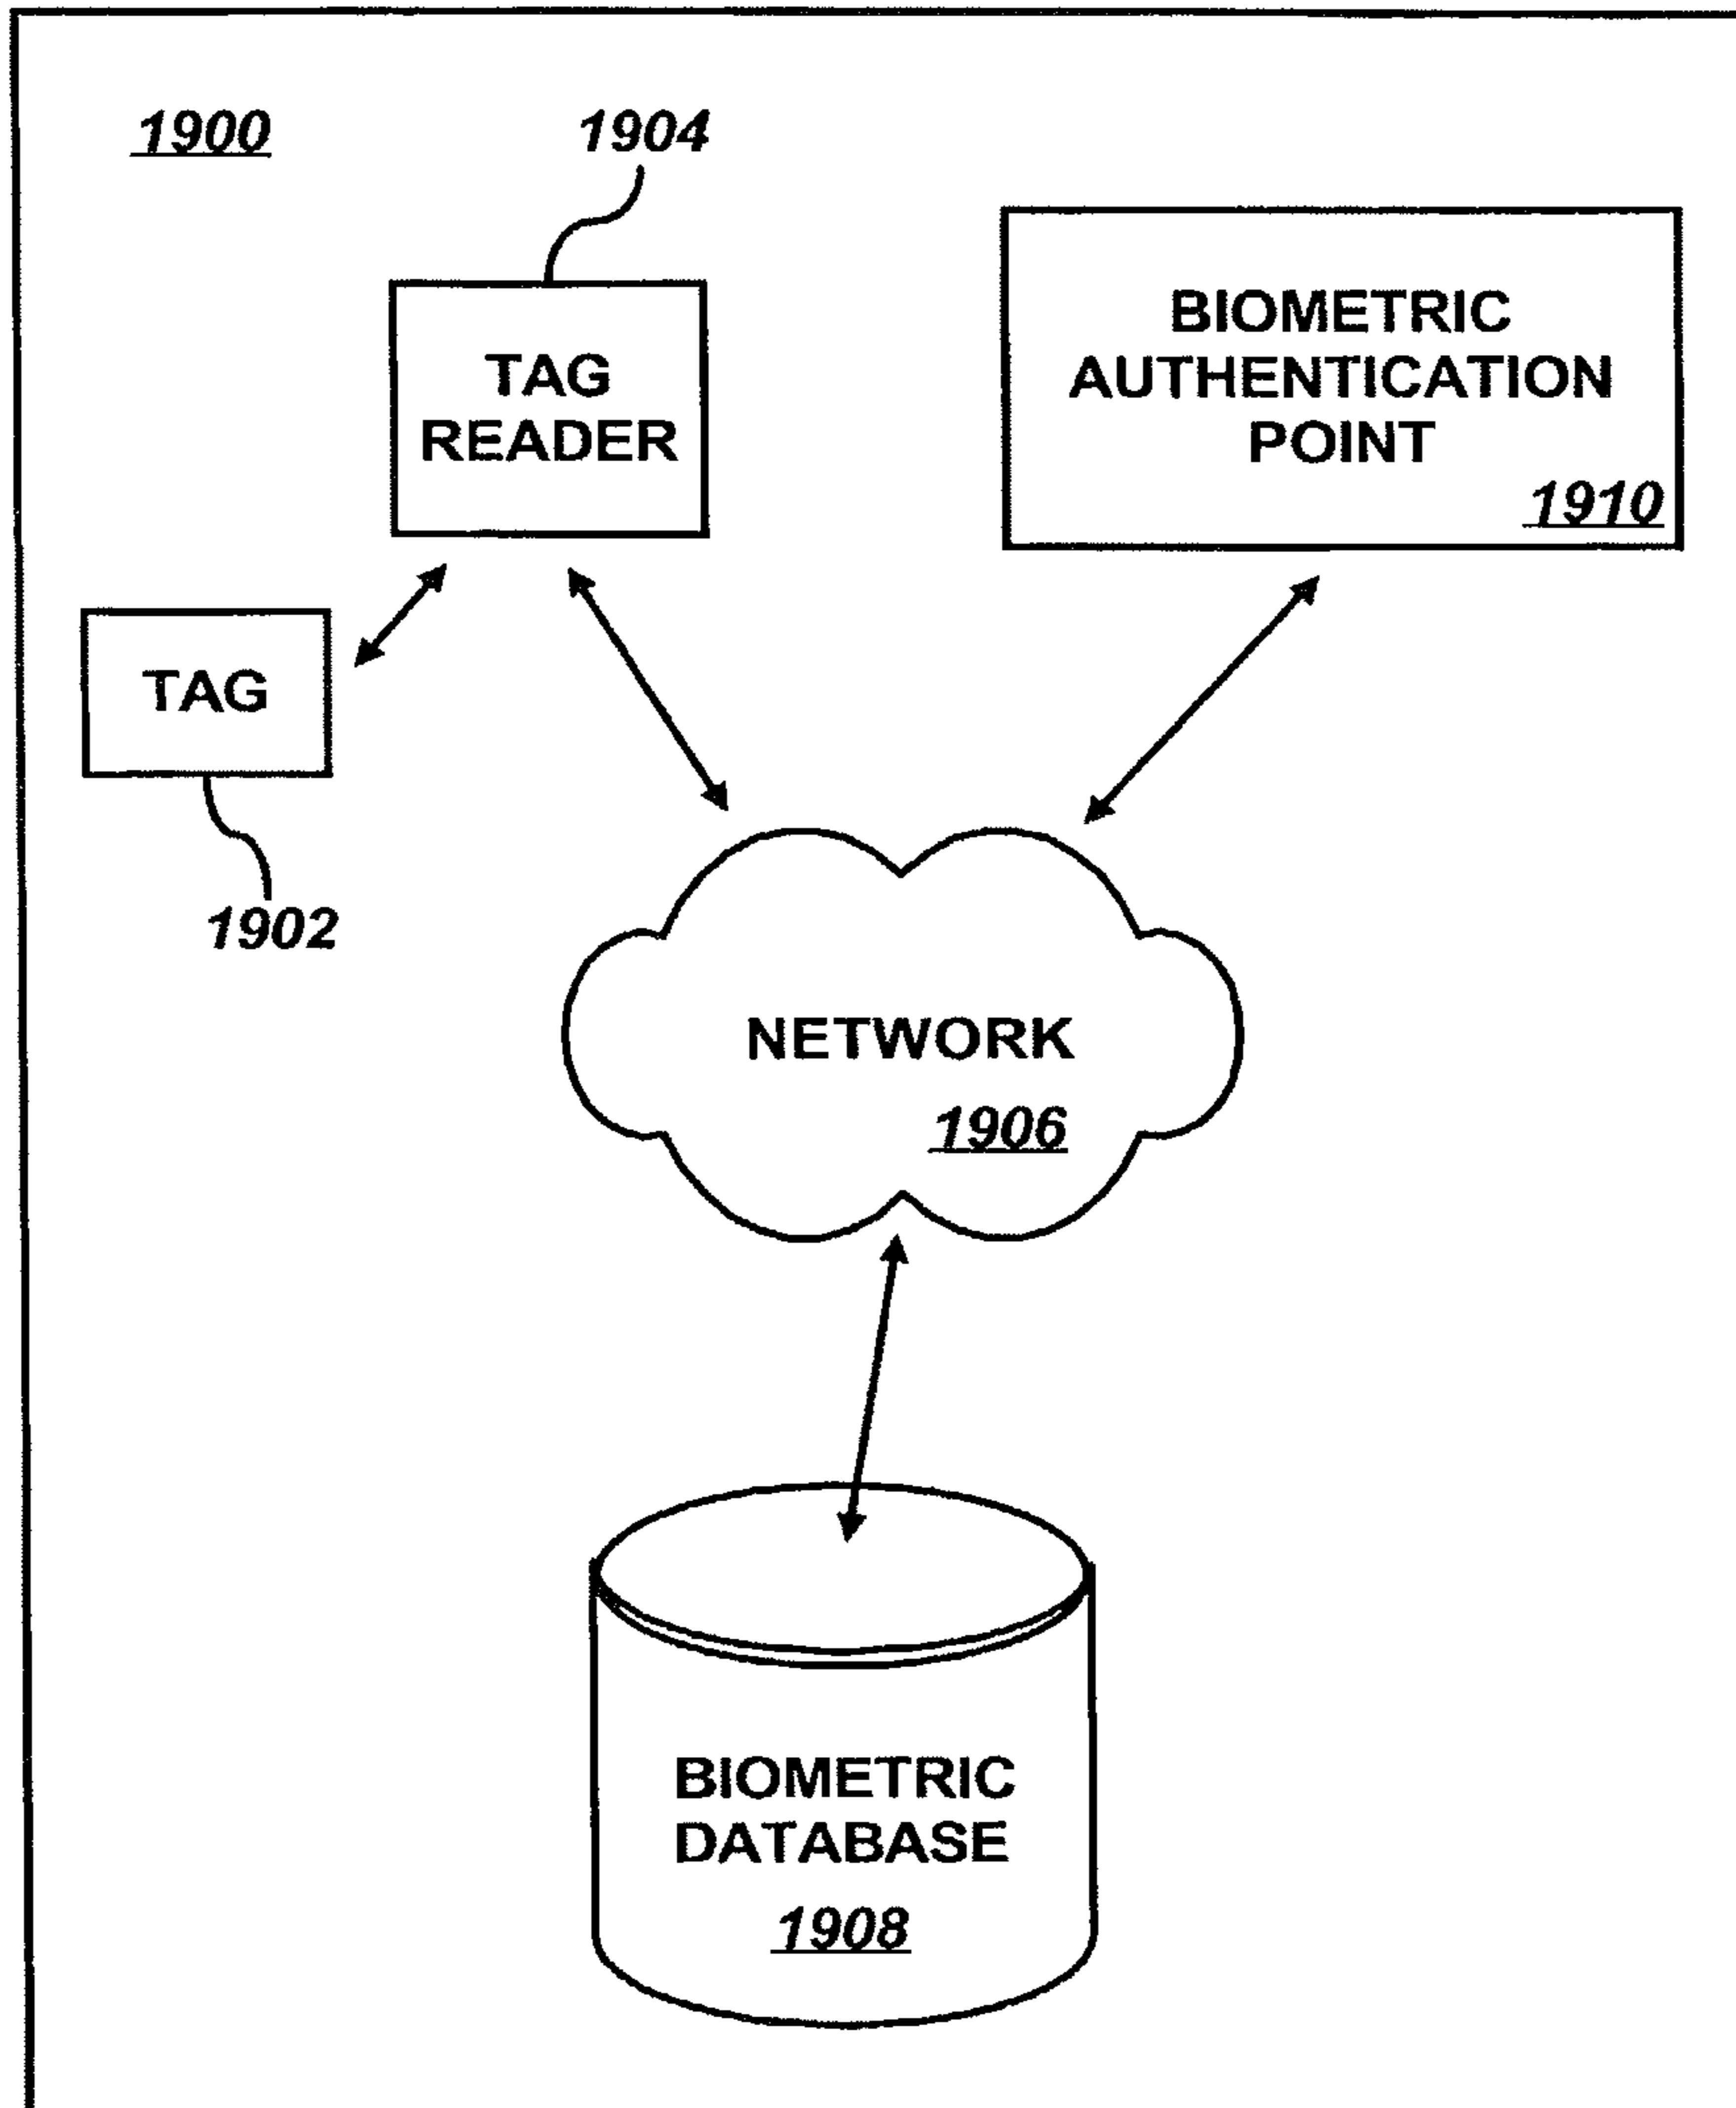 1900
1904
TAG
READER
BIOMETRIC
AUTHENTICATION
POINT
1910
TAG
1902
NETWORK
1906
BIOMETRIC
DATABASE
1908